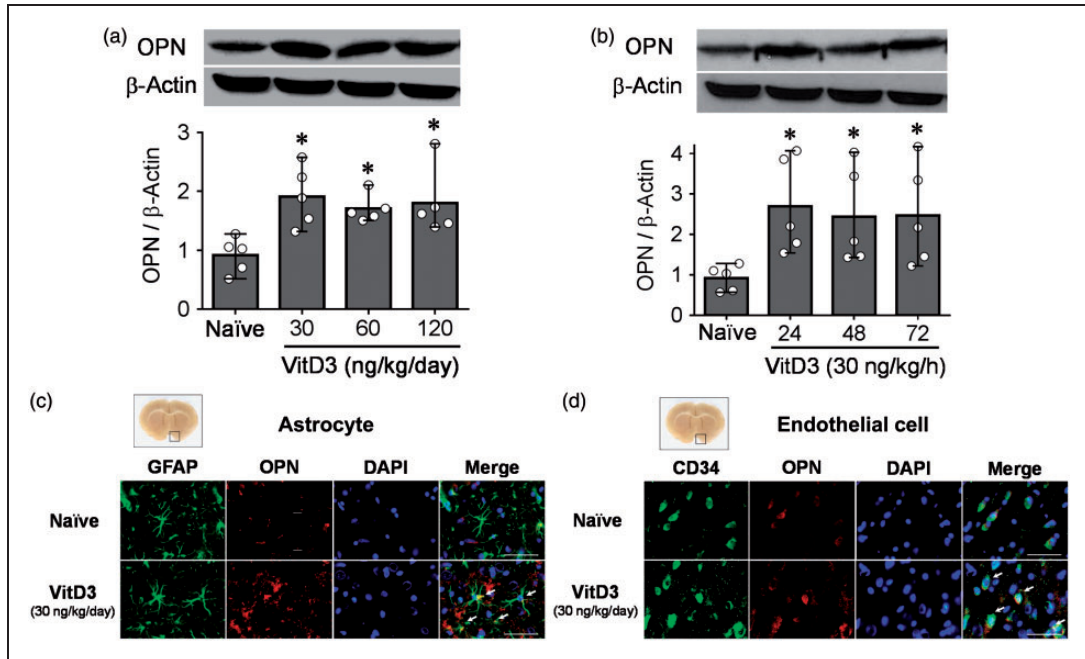 (a)
OPN
β-Actin
OPN / β-Actin
3
2
1
0
*
*
*
Naïve
30
60
120
VitD3 (ng/kg/day)
(b)
OPN
β-Actin
OPN / β-Actin
4
3
2
1
0
*
*
*
Naïve
24
48
72
VitD3 (30 ng/kg/h)
(c)
Astrocyte
GFAP
OPN
DAPI
Merge
Naïve
VitD3
(30 ng/kg/day)
(d)
Endothelial cell
CD34
OPN
DAPI
Merge
Naïve
VitD3
(30 ng/kg/day)